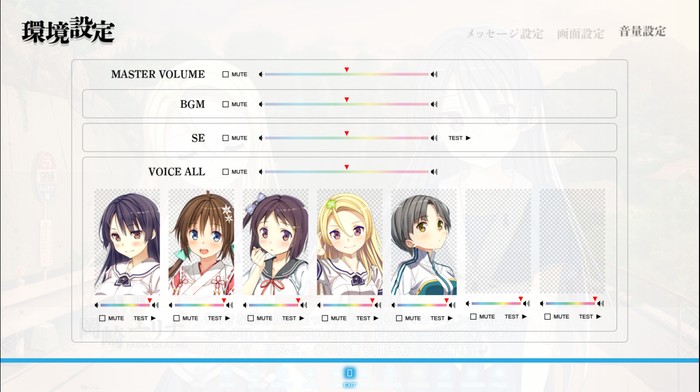 環境設定
メッセージ設定 画面設定 音量設定
MASTER VOLUME MUTE
BGM MUTE
SE MUTE TEST
VOICE ALL MUTE
MUTE TEST MUTE TEST MUTE TEST MUTE TEST MUTE TEST MUTE TEST MUTE TEST
EXIT